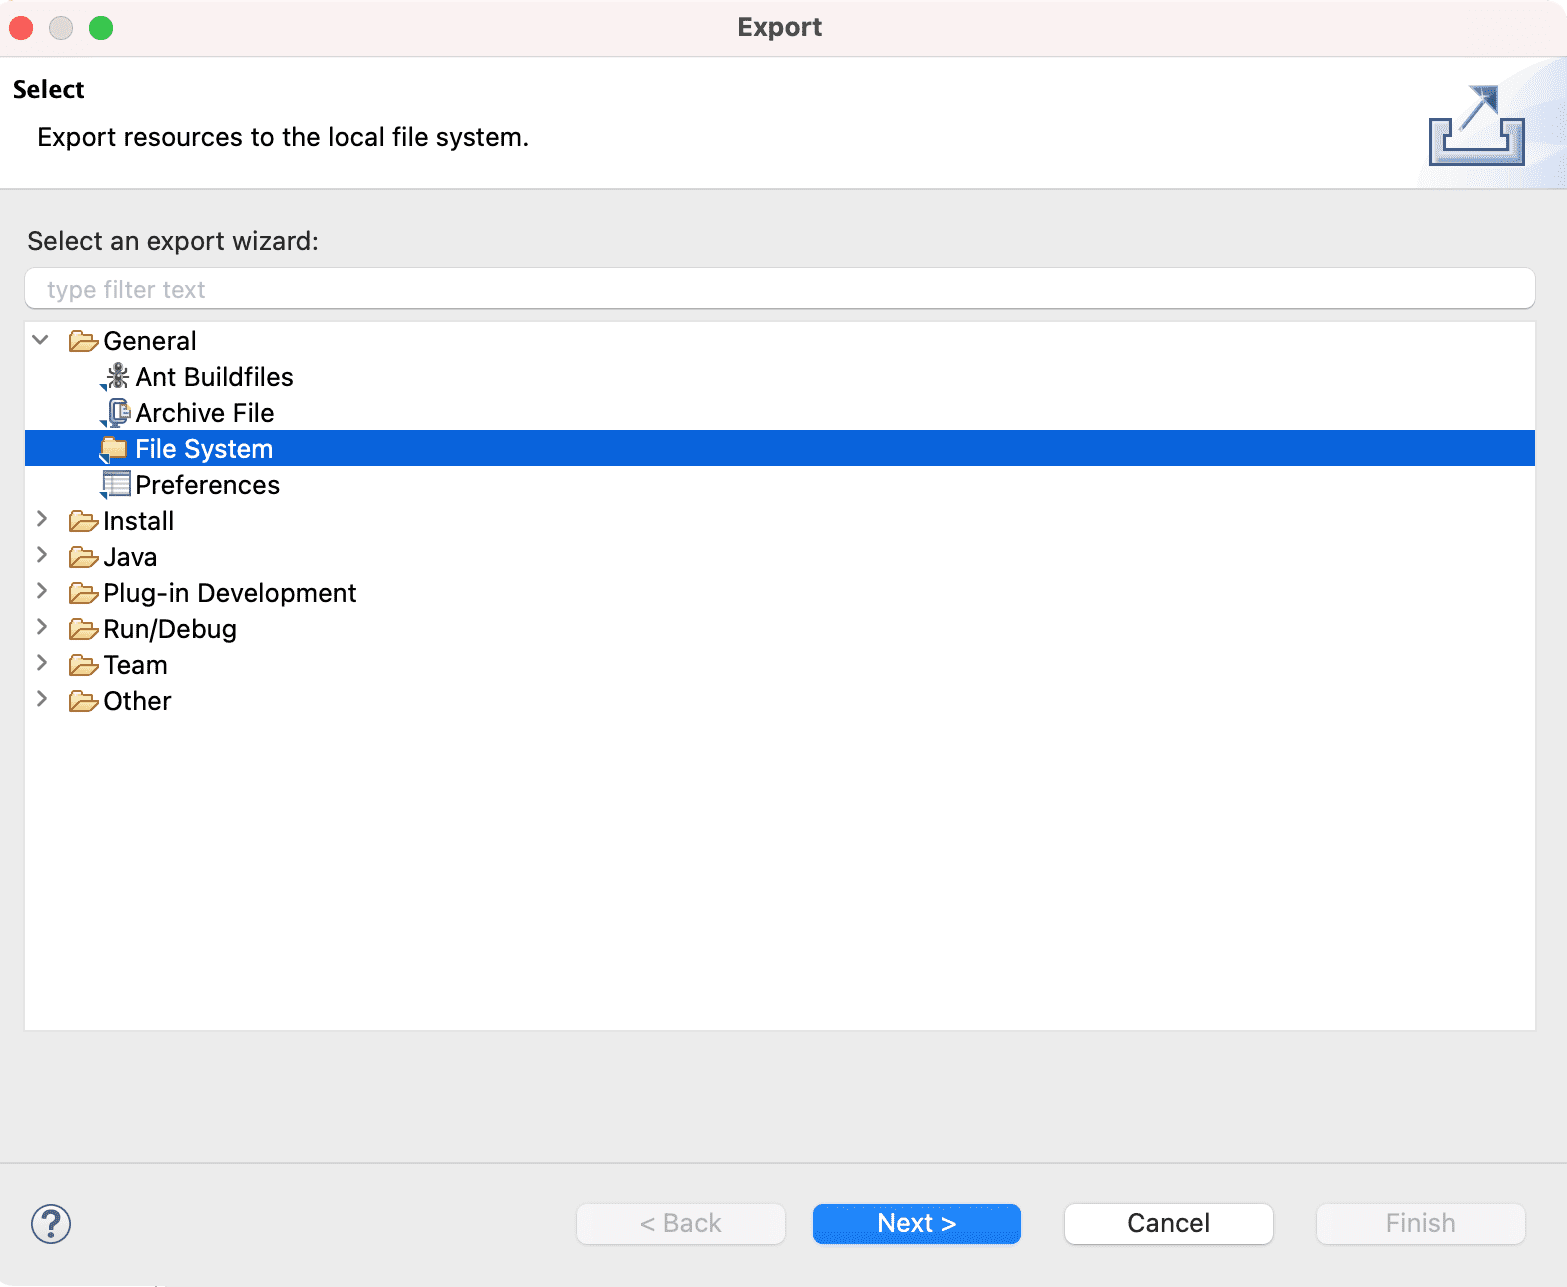 Export
Select
Export resources to the local file system.
Select an export wizard:
type filter text
General
Ant Buildfiles
Archive File
File System
Preferences
Install
Java
Plug-in Development
Run/Debug
Team
Other
?
< Back
Next >
Cancel
Finish